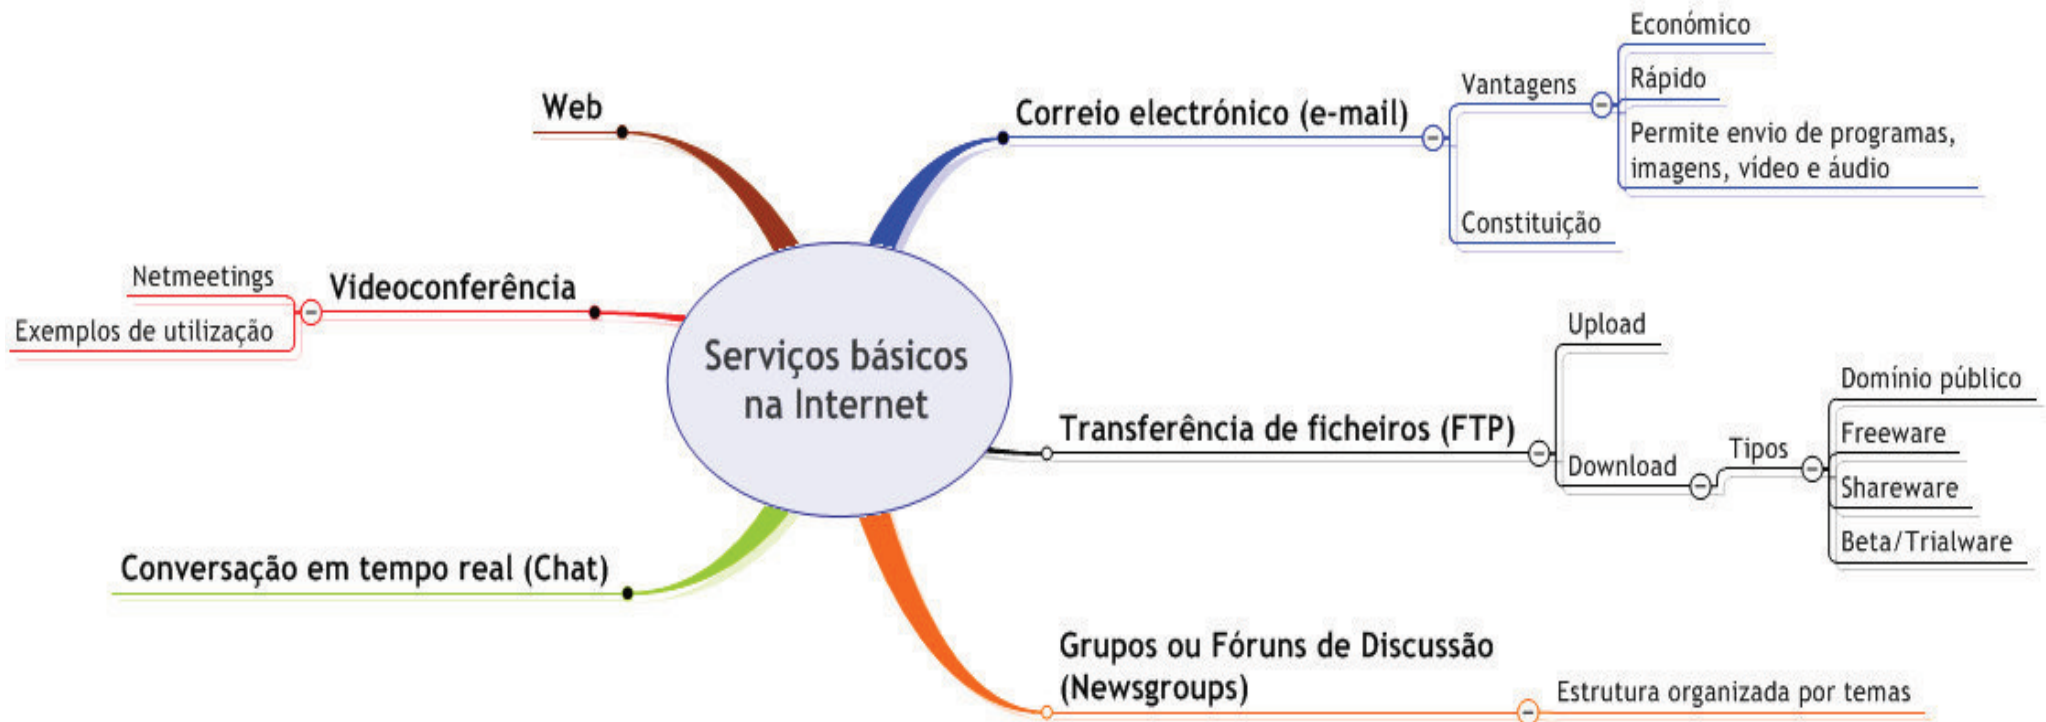 Serviços básicos
na Internet
Correio electrónico (e-mail)
Vantagens
Económico
Rápido
Permite envio de programas,
imagens, vídeo e áudio
Constituição
Transferência de ficheiros (FTP)
Upload
Download
Tipos
Domínio público
Freeware
Shareware
Beta/Trialware
Grupos ou Fóruns de Discussão
(Newsgroups)
Estrutura organizada por temas
Conversação em tempo real (Chat)
Videoconferência
Netmeetings
Exemplos de utilização
Web